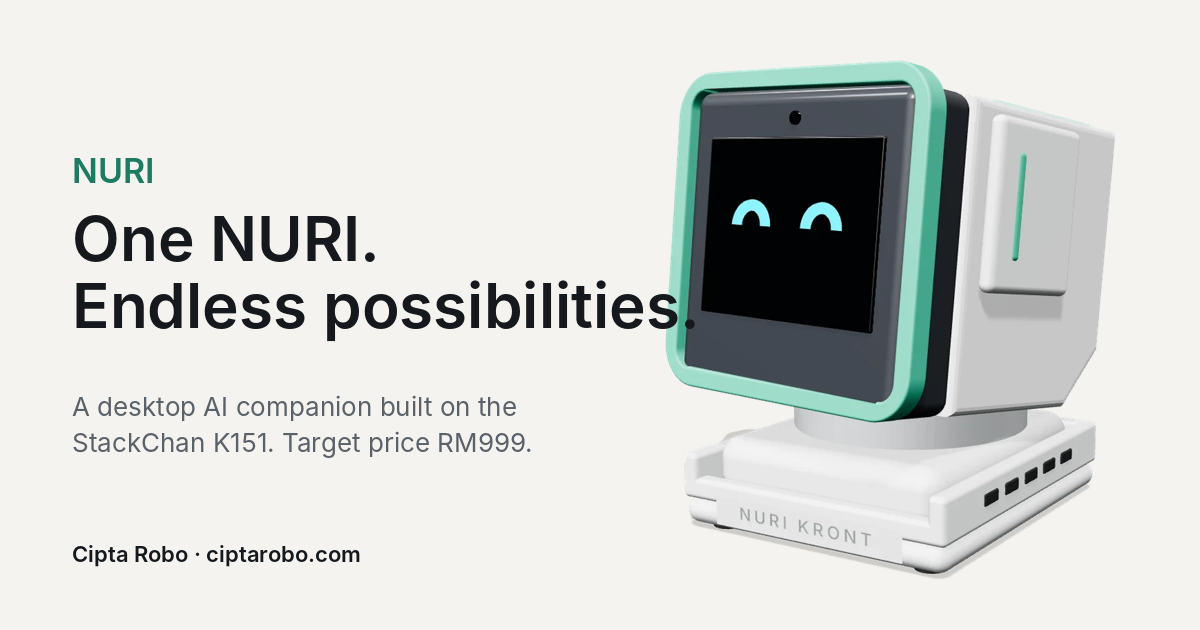 NURI
One NURI.
Endless possibilities.
A desktop AI companion built on the
StackChan K151. Target price RM999.
Cipta Robo · ciptarobo.com
NURI KRONT